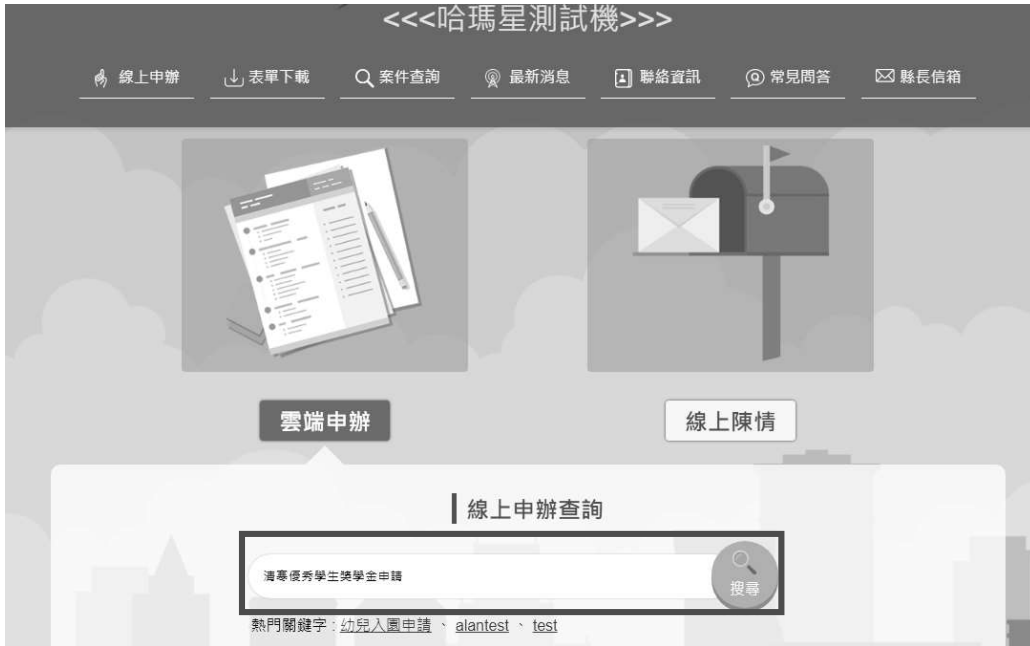 <<<哈瑪星測試機>>>
線上申辦 表單下載 案件查詢 最新消息 聯絡資訊 常見問答 縣長信箱
雲端申辦 線上陳情
線上申辦查詢
清寒優秀學生獎學金申請
搜尋
熱門關鍵字 : 幼兒入園申請 、 alantest 、 test